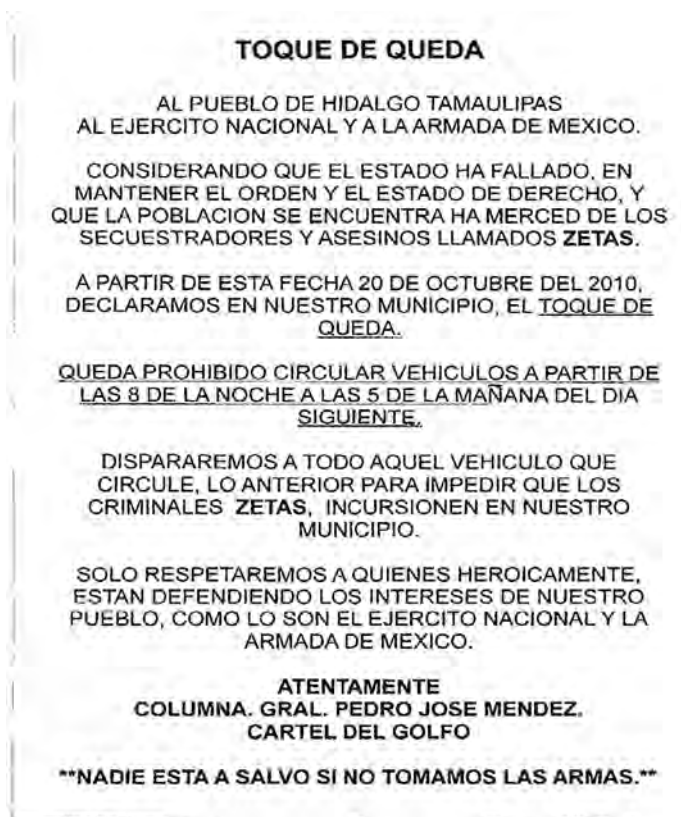 TOQUE DE QUEDA
AL PUEBLO DE HIDALGO TAMAULIPAS
AL EJERCITO NACIONAL Y A LA ARMADA DE MEXICO.
CONSIDERANDO QUE EL ESTADO HA FALLADO, EN
MANTENER EL ORDEN Y EL ESTADO DE DERECHO, Y
QUE LA POBLACION SE ENCUENTRA HA MERCED DE LOS
SECUESTRADORES Y ASESINOS LLAMADOS ZETAS.
A PARTIR DE ESTA FECHA 20 DE OCTUBRE DEL 2010,
DECLARAMOS EN NUESTRO MUNICIPIO, EL TOQUE DE
QUEDA.
QUEDA PROHIBIDO CIRCULAR VEHICULOS A PARTIR DE
LAS 8 DE LA NOCHE A LAS 5 DE LA MAÑANA DEL DIA
SIGUIENTE.
DISPARAREMOS A TODO AQUEL VEHICULO QUE
CIRCULE, LO ANTERIOR PARA IMPEDIR QUE LOS
CRIMINALES ZETAS, INCURSIONEN EN NUESTRO
MUNICIPIO.
SOLO RESPETAREMOS A QUIENES HEROICAMENTE,
ESTAN DEFENDIENDO LOS INTERESES DE NUESTRO
PUEBLO, COMO LO SON EL EJERCITO NACIONAL Y LA
ARMADA DE MEXICO.
ATENTAMENTE
COLUMNA. GRAL. PEDRO JOSE MENDEZ.
CARTEL DEL GOLFO
**NADIE ESTA A SALVO SI NO TOMAMOS LAS ARMAS.**